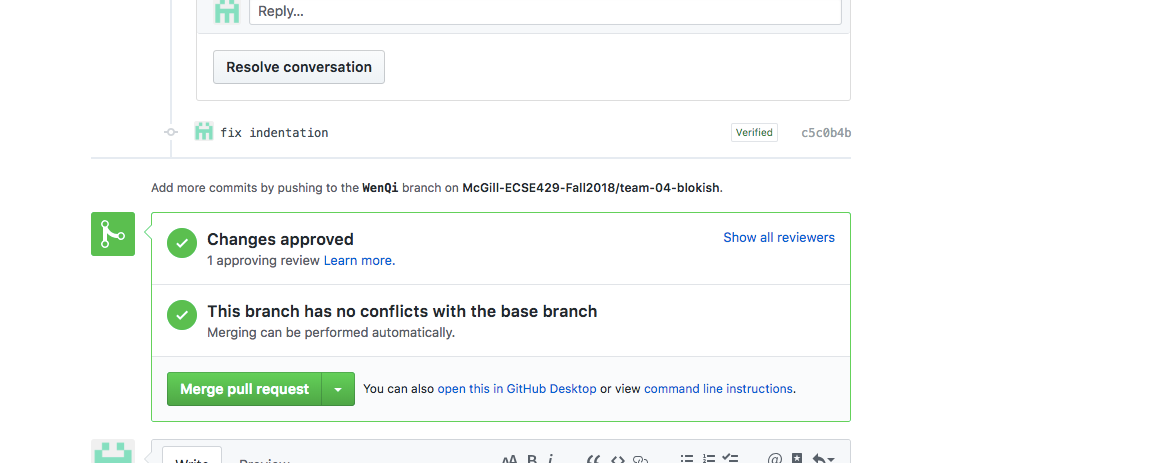 Reply...
Resolve conversation
fix indentation Verified c5c0b4b
Add more commits by pushing to the WenQi branch on McGill-ECSE429-Fall2018/team-04-blokish.
Changes approved Show all reviewers
1 approving review Learn more.
This branch has no conflicts with the base branch
Merging can be performed automatically.
Merge pull request You can also open this in GitHub Desktop or view command line instructions.
Write Preview AA B i